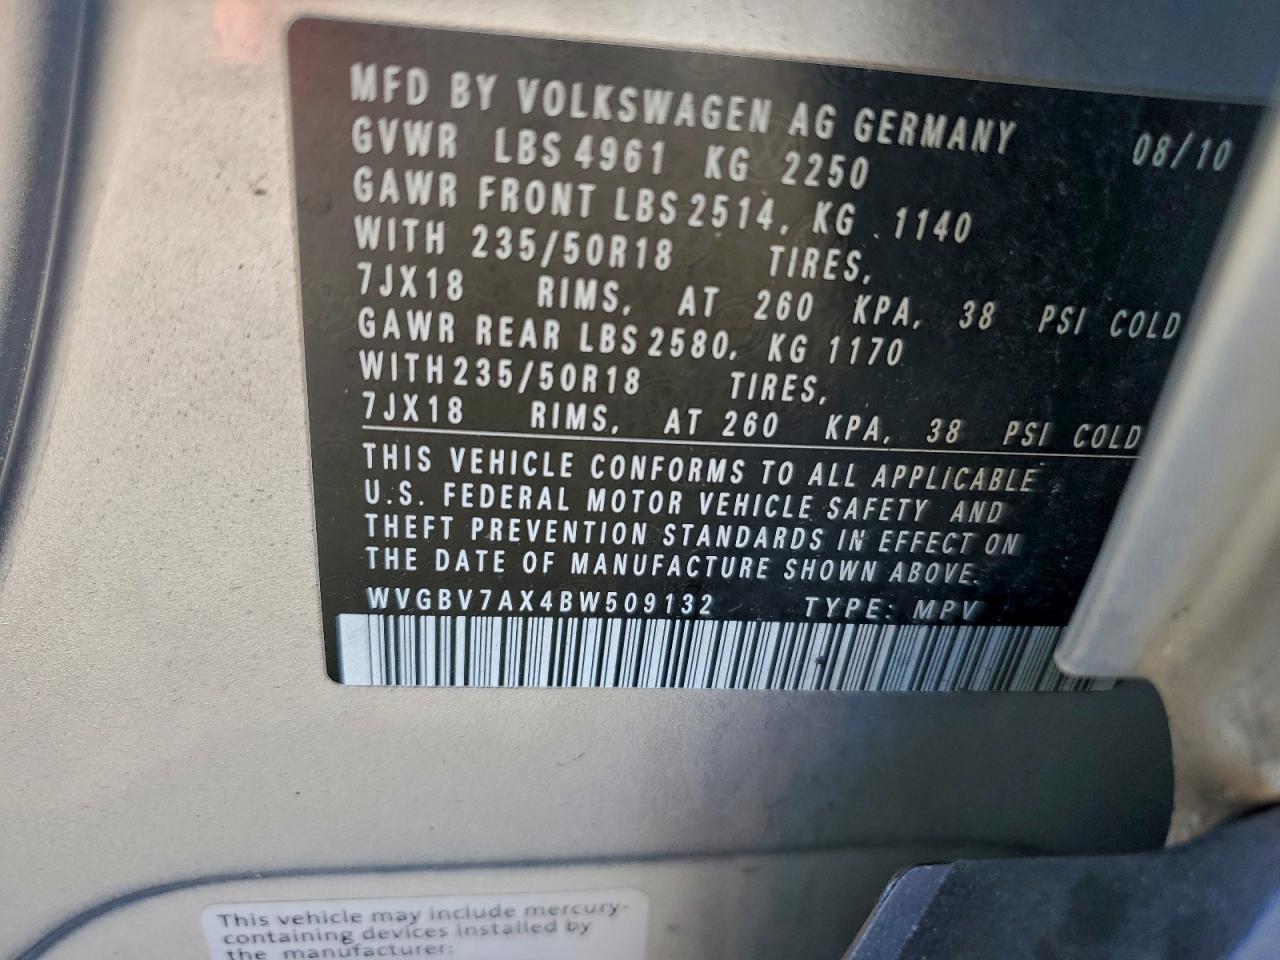 MFD BY VOLKSWAGEN AG GERMANY 08/10
GVWR LBS 4961 KG 2250
GAWR FRONT LBS 2514, KG 1140
WITH 235/50R18 TIRES,
7JX18 RIMS, AT 260 KPA, 38 PSI COLD
GAWR REAR LBS 2580, KG 1170
WITH 235/50R18 TIRES,
7JX18 RIMS, AT 260 KPA, 38 PSI COLD
THIS VEHICLE CONFORMS TO ALL APPLICABLE
U.S. FEDERAL MOTOR VEHICLE SAFETY AND
THEFT PREVENTION STANDARDS IN EFFECT ON
THE DATE OF MANUFACTURE SHOWN ABOVE.
WVGBV7AX4BW509132 TYPE: MPV
This vehicle may include mercury-
containing devices installed by
the manufacturer: